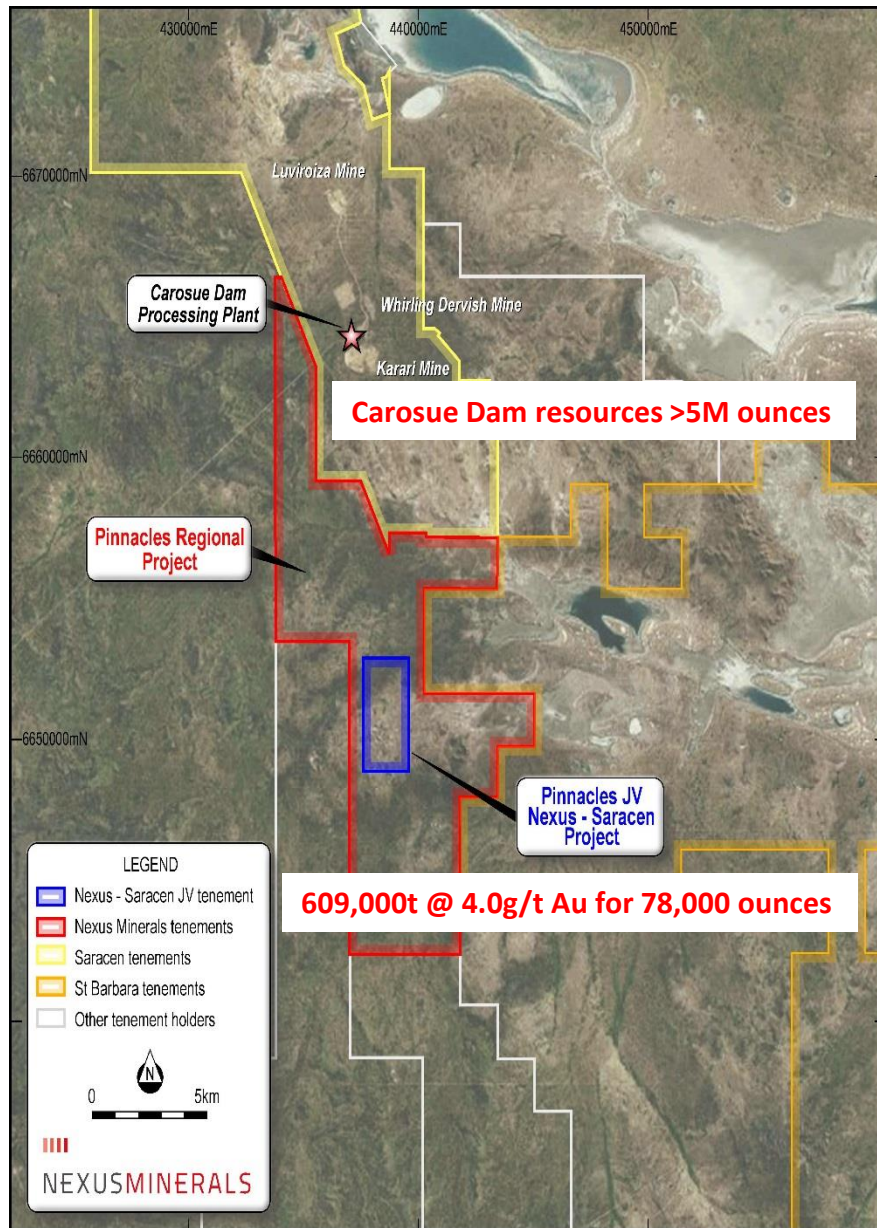 430000mE
440000mE
450000mE
6670000mN
Luvironza Mine
Carosue Dam
Processing Plant
Whirling Dervish Mine
Karari Mine
Carosue Dam resources >5M ounces
6660000mN
Pinnacles Regional
Project
6650000mN
Pinnacles JV
Nexus - Saracen
Project
609,000t @ 4.0g/t Au for 78,000 ounces
LEGEND
Nexus - Saracen JV tenement
Nexus Minerals tenements
Saracen tenements
St Barbara tenements
Other tenement holders
N
0
5km
NEXUSMINERALS